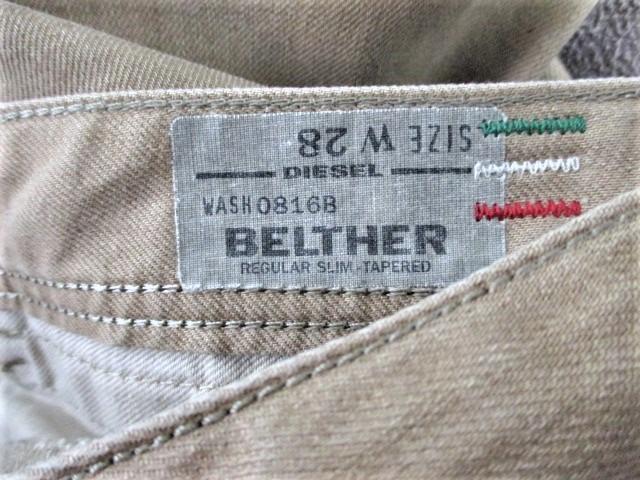 SIZE W 28
DIESEL
WASH 0816B
BELTHER
REGULAR SLIM-TAPERED